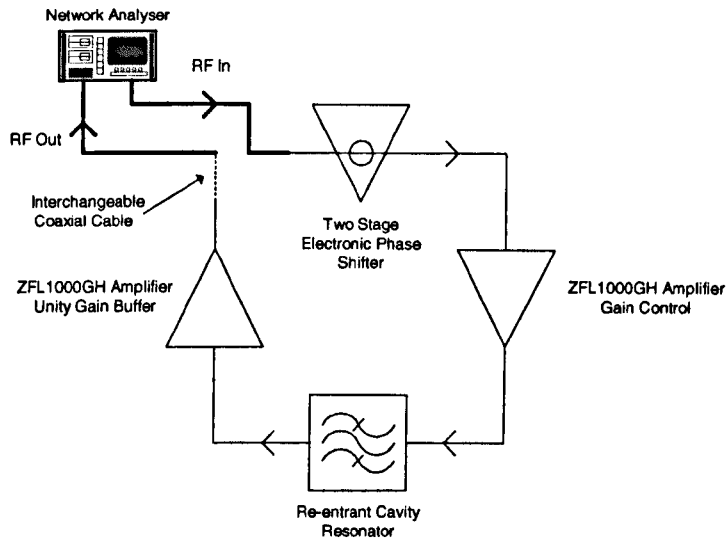 Network Analyser
RF In
RF Out
Interchangeable
Coaxial Cable
Two Stage
Electronic Phase
Shifter
ZFL1000GH Amplifier
Unity Gain Buffer
ZFL1000GH Amplifier
Gain Control
Re-entrant Cavity
Resonator